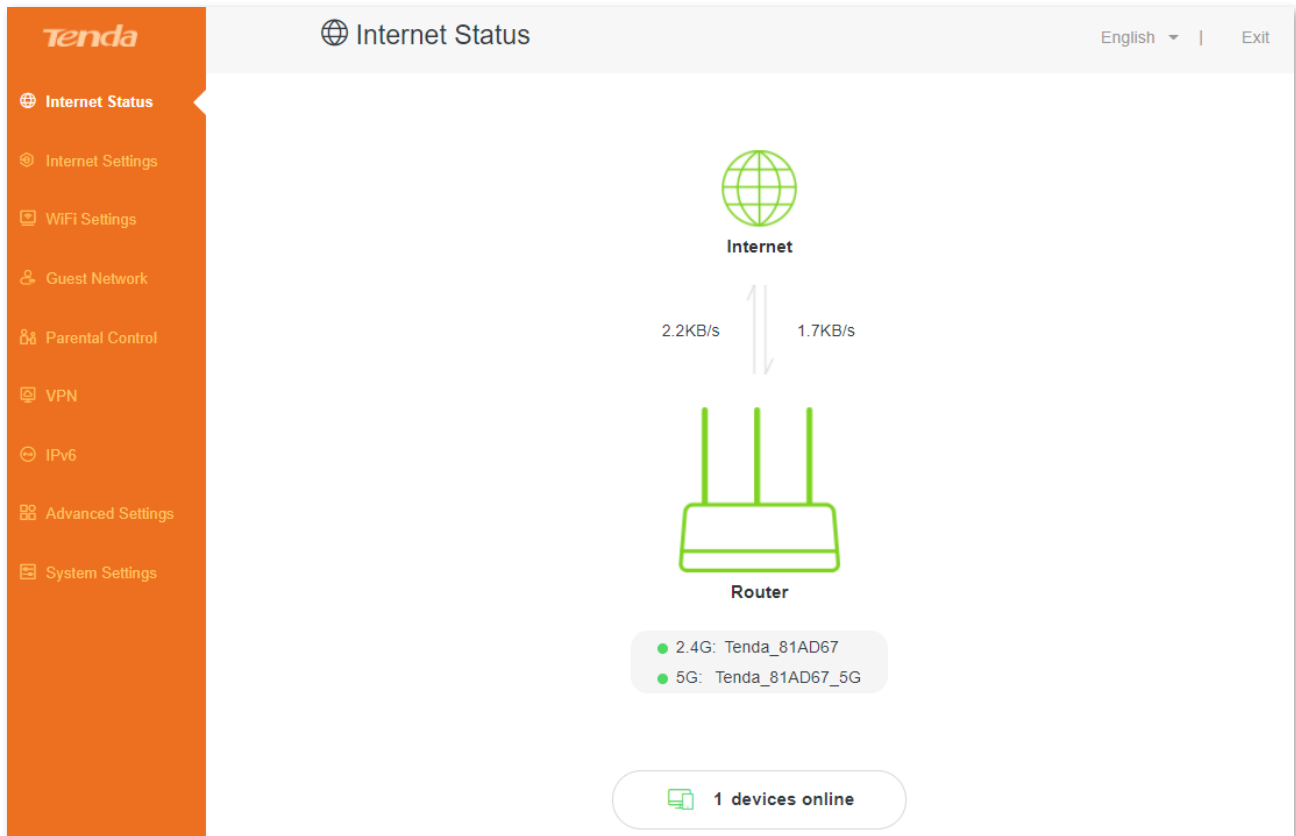 Tenda
Internet Status
English
|
Exit
Internet Status
Internet Settings
WiFi Settings
Guest Network
Parental Control
VPN
IPv6
Advanced Settings
System Settings
Internet
2.2KB/s 1.7KB/s
Router
2.4G: Tenda_81AD67
5G: Tenda_81AD67_5G
1 devices online